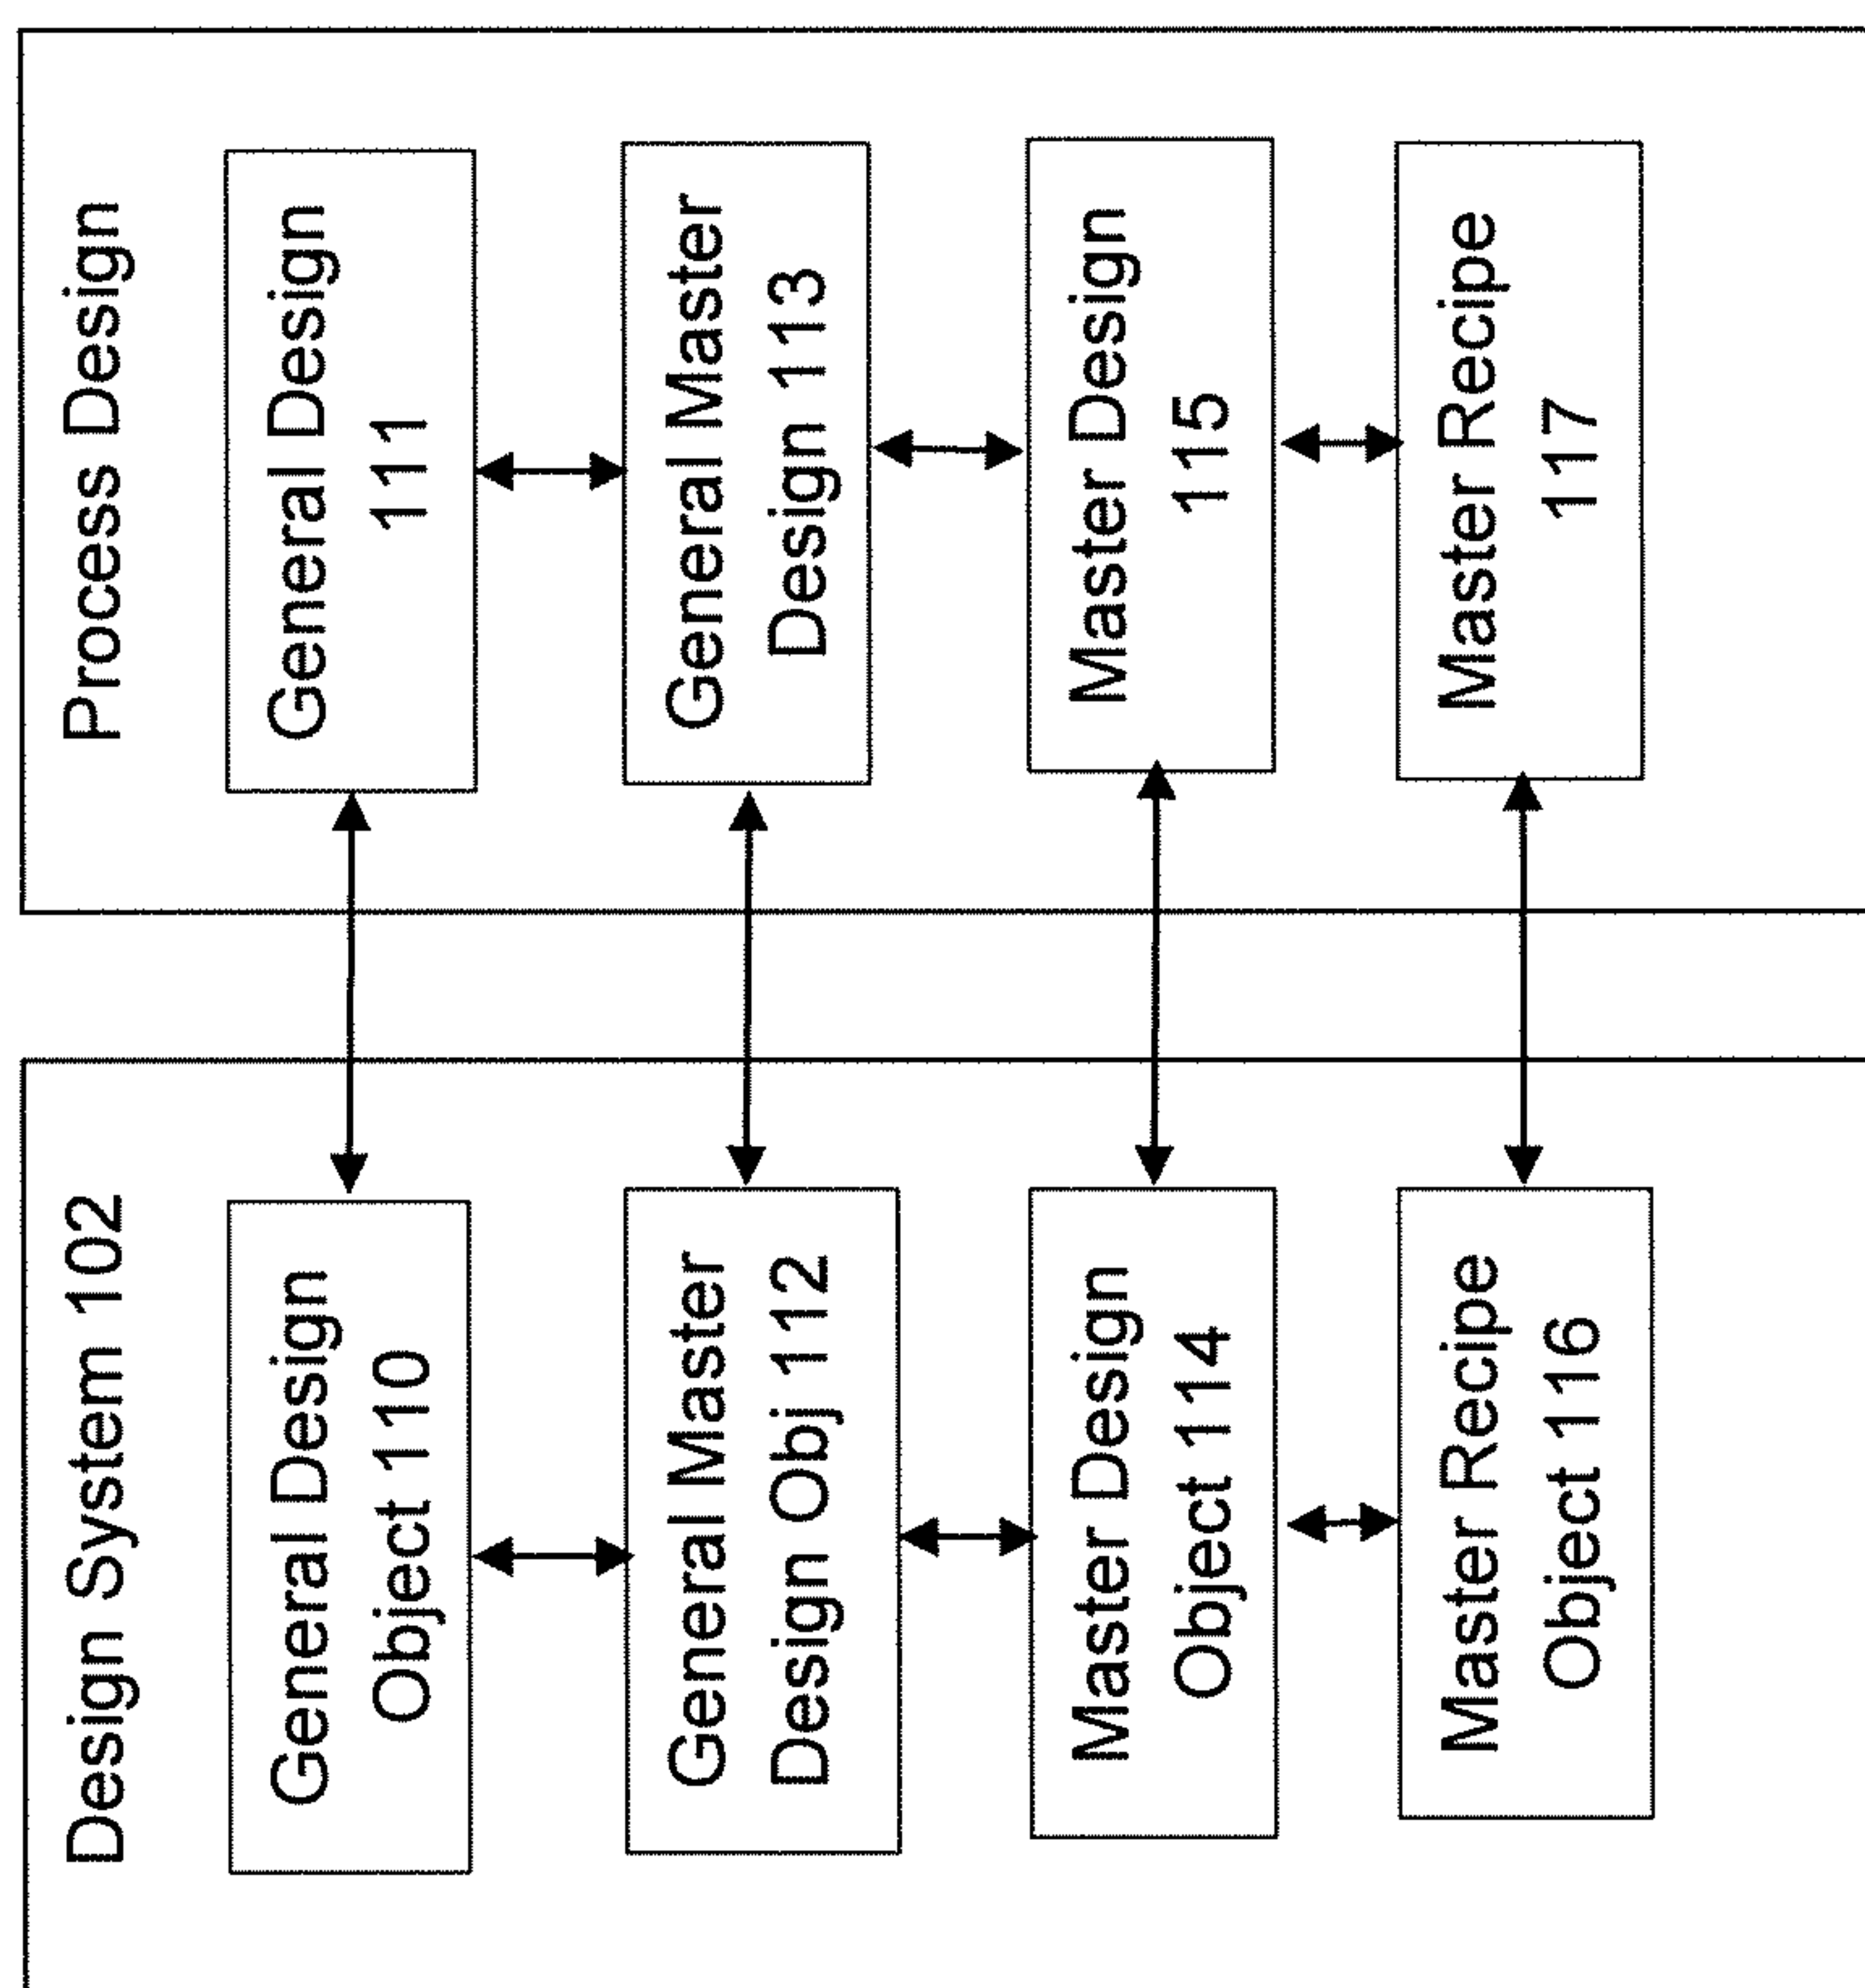 Design System 102
General Design
Object 110
General Master
Design Obj 112
Master Design
Object 114
Master Recipe
Object 116
Process Design
General Design
111
General Master
Design 113
Master Design
115
Master Recipe
117